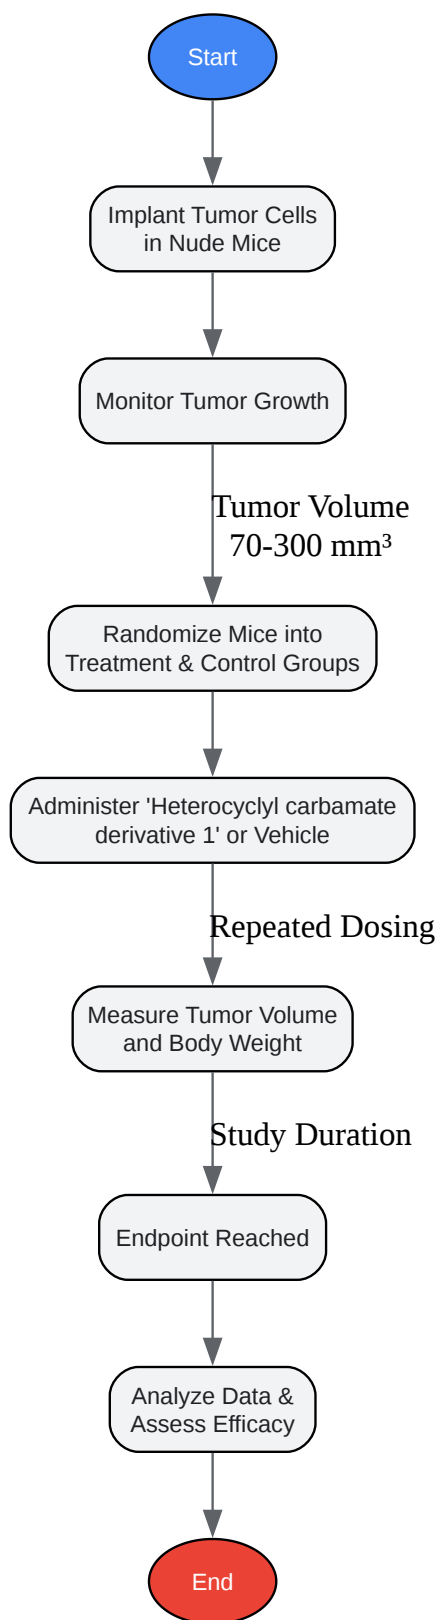 Start
Implant Tumor Cells
in Nude Mice
Monitor Tumor Growth
Tumor Volume
70-300 mm³
Randomize Mice into
Treatment & Control Groups
Administer 'Heterocyclyl carbamate
derivative 1' or Vehicle
Repeated Dosing
Measure Tumor Volume
and Body Weight
Study Duration
Endpoint Reached
Analyze Data &
Assess Efficacy
End